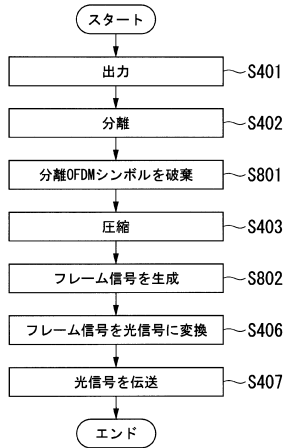 スタート
出力 S401
分離 S402
分離OFDMシンボルを破棄 S801
圧縮 S403
フレーム信号を生成 S802
フレーム信号を光信号に変換 S406
光信号を伝送 S407
エンド